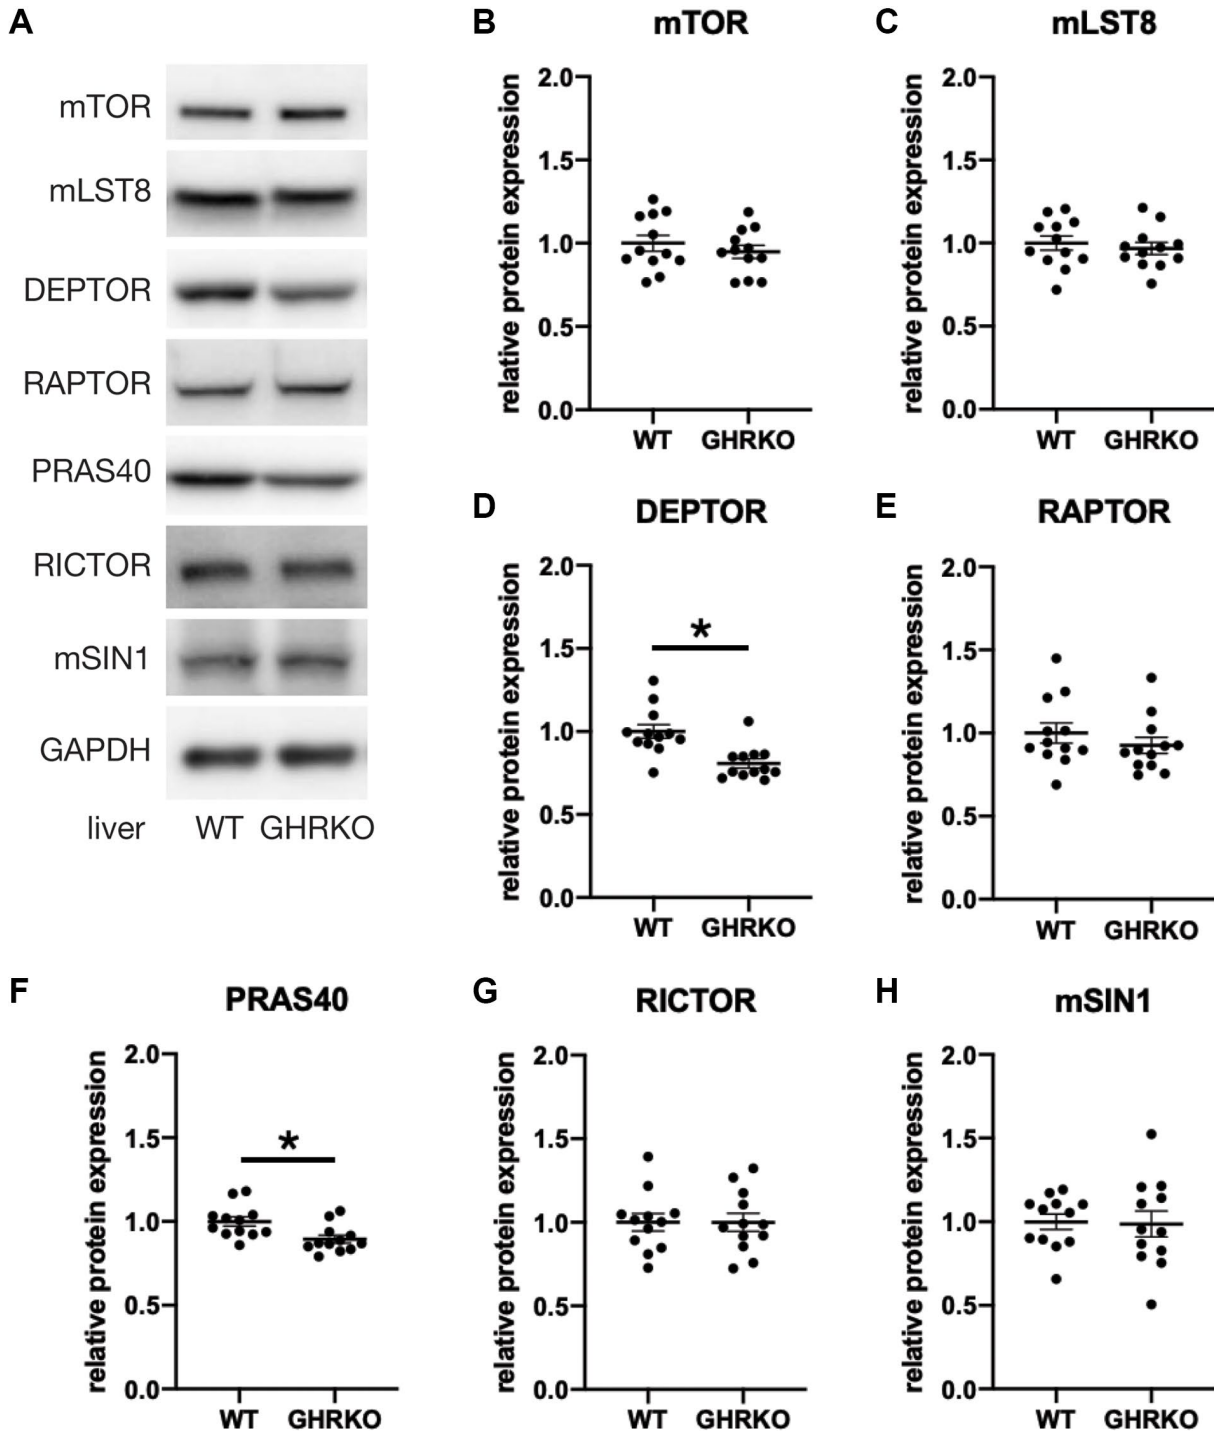 A
mTOR
mLST8
DEPTOR
RAPTOR
PRAS40
RICTOR
mSIN1
GAPDH
liver WT GHRKO
B
mTOR
relative protein expression
2.0
1.5
1.0
0.5
0.0
WT GHRKO
C
mLST8
relative protein expression
2.0
1.5
1.0
0.5
0.0
WT GHRKO
D
DEPTOR
relative protein expression
2.0
1.5
1.0
0.5
0.0
*
WT GHRKO
E
RAPTOR
relative protein expression
2.0
1.5
1.0
0.5
0.0
WT GHRKO
F
PRAS40
relative protein expression
2.0
1.5
1.0
0.5
0.0
*
WT GHRKO
G
RICTOR
relative protein expression
2.0
1.5
1.0
0.5
0.0
WT GHRKO
H
mSIN1
relative protein expression
2.0
1.5
1.0
0.5
0.0
WT GHRKO